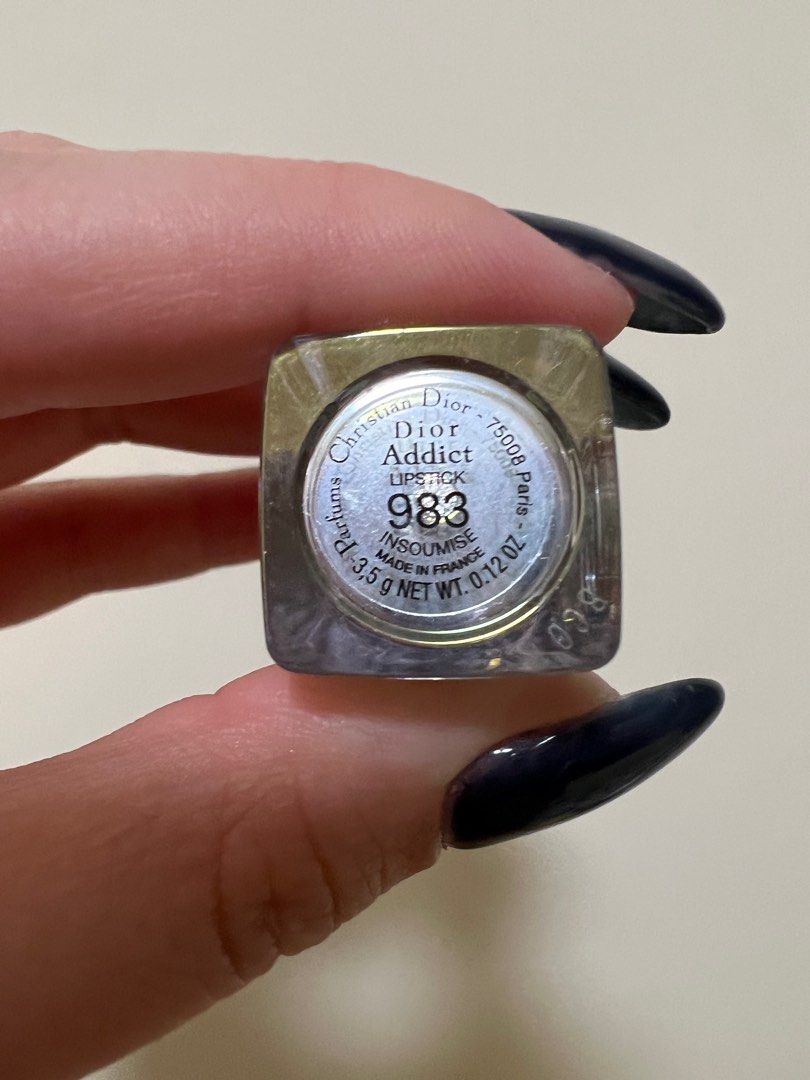 Parfums Christian Dior - 75008 Paris -
Dior
Addict
LIPSTICK
983
INSOUMISE
MADE IN FRANCE
-3,5 g NET WT. 0.12 OZ